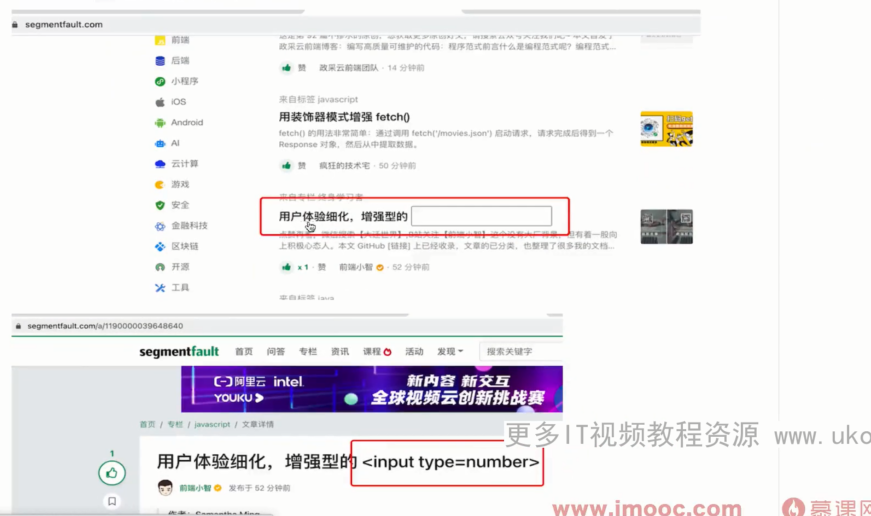 segmentfault.com
前端
政采云前端博客：编写高质量可维护的代码：程序范式前言什么是编程范式呢？编程范式...
后端
赞 政采云前端团队 · 14 分钟前
小程序
来自标签 javascript
iOS
用装饰器模式增强 fetch()
Android
fetch() 的用法非常简单：通过调用 fetch('/movies.json') 启动请求，请求完成后得到一个
AI
Response 对象，然后从中提取数据。
云计算
赞 疯狂的技术宅 · 50 分钟前
游戏
来自专栏 终身学习者
安全
用户体验细化，增强型的
金融科技
区块链
上积极心恋人。本文 GitHub [链接] 上已经收录，文章的已分类，也整理了很多我的文档...
开源
x 1 · 赞 前端小智 · 52 分钟前
工具
来自标签 java
segmentfault.com/a/1190000039648640
segmentfault 首页 问答 专栏 资讯 课程 活动 发现 搜索关键字
阿里云 intel
YOUKU
新内容 新交互
全球视频云创新挑战赛
首页 / 专栏 / javascript / 文章详情
更多IT视频教程资源 www.uko
1
用户体验细化，增强型的 <input type=number>
前端小智 发布于 52 分钟前
作者：Samantha Ming
www.imooc.com 慕课网